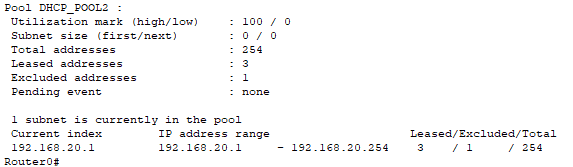 Pool DHCP_POOL2 :
Utilization mark (high/low) : 100 / 0
Subnet size (first/next) : 0 / 0
Total addresses : 254
Leased addresses : 3
Excluded addresses : 1
Pending event : none
1 subnet is currently in the pool
Current index IP address range Leased/Excluded/Total
192.168.20.1 192.168.20.1 - 192.168.20.254 3 / 1 / 254
Router0#